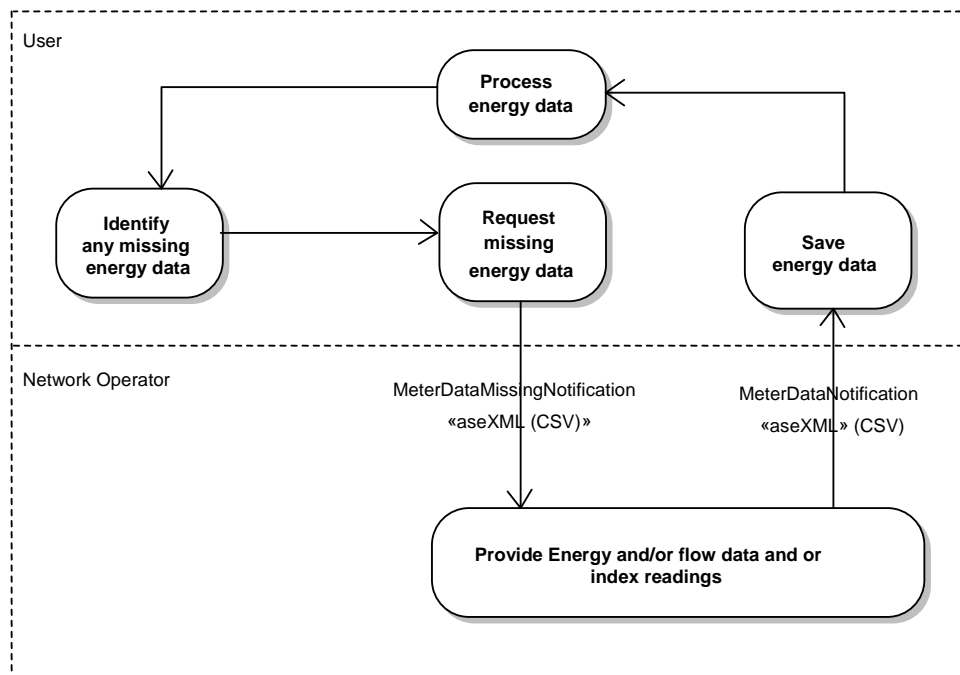 User
Process
energy data
Identify
any missing
energy data
Request
missing
energy data
Save
energy data
Network Operator
MeterDataMissingNotification
«aseXML (CSV)»
MeterDataNotification
«aseXML» (CSV)
Provide Energy and/or flow data and or
index readings